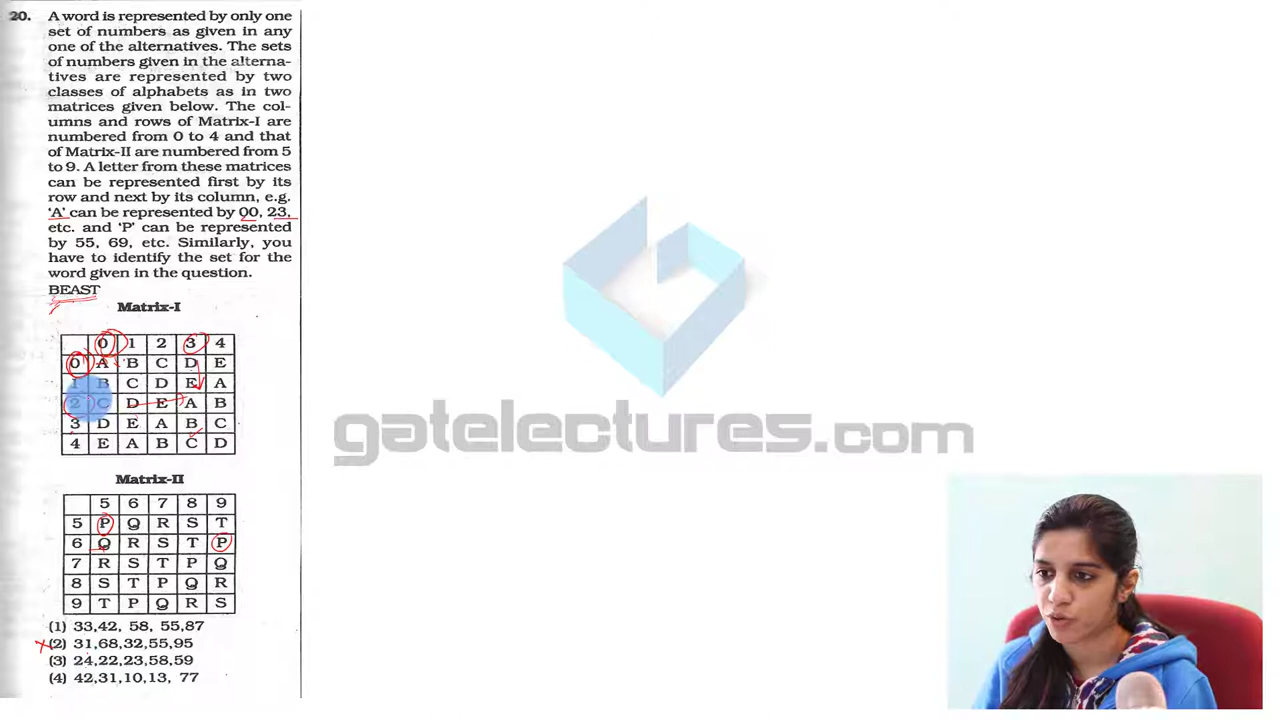 20. A word is represented by only one
set of numbers as given in any
one of the alternatives. The sets
of numbers given in the alterna-
tives are represented by two
classes of alphabets as in two
matrices given below. The col-
umns and rows of Matrix-I are
numbered from 0 to 4 and that
of Matrix-II are numbered from 5
to 9. A letter from these matrices
can be represented first by its
row and next by its column, e.g.
'A' can be represented by 00, 23,
etc. and 'P' can be represented
by 55, 69, etc. Similarly, you
have to identify the set for the
word given in the question.
BEAST
Matrix-I
0 1 2 3 4
0 A B C D E
1 B C D E A
2 C D E A B
3 D E A B C
4 E A B C D
Matrix-II
5 6 7 8 9
5 P Q R S T
6 Q R S T P
7 R S T P Q
8 S T P Q R
9 T P Q R S
(1) 33,42, 58, 55,87
(2) 31,68,32,55,95
(3) 24,22,23,58,59
(4) 42,31,10,13, 77
gatelectures.com